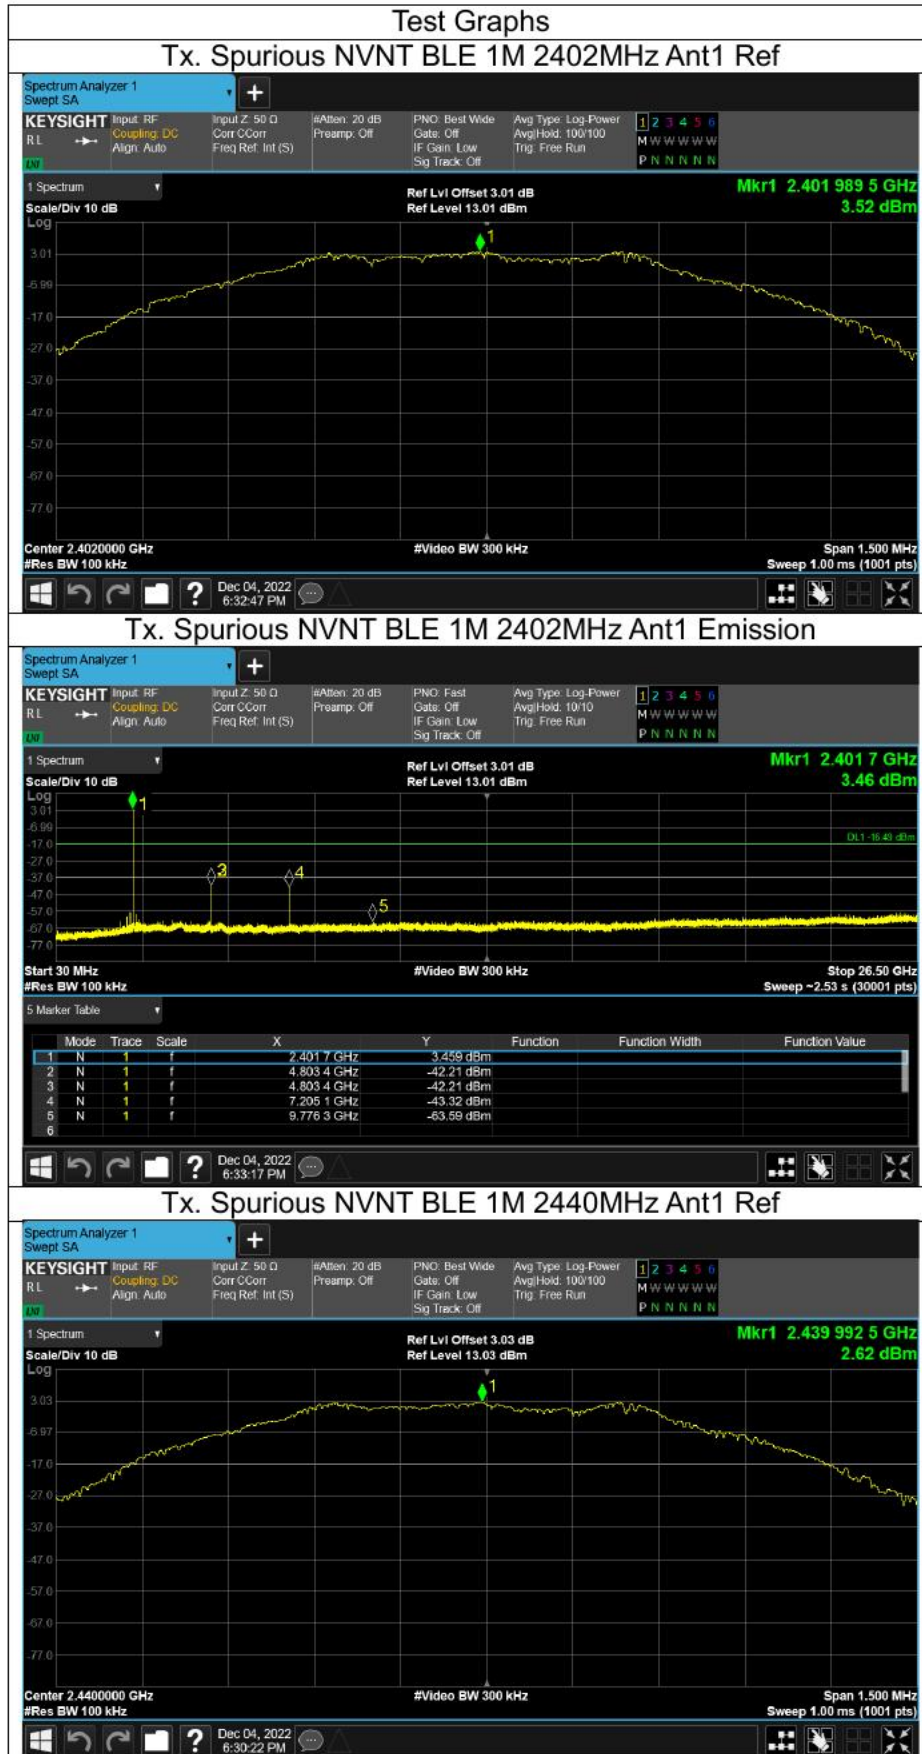 Test Graphs
Tx. Spurious NVNT BLE 1M 2402MHz Ant1 Ref
Spectrum Analyzer 1
Swept SA
+
KEYSIGHT Input: RF Input Z: 50 Ω #Atten: 20 dB PNO: Best Wide Avg Type: Log-Power 1 2 3 4 5 6
R L Coupling: DC Corr CCorr Preamp: Off Gate: Off Avg|Hold: 100/100 M W W W W W
Align: Auto Freq Ref: Int (S) IF Gain: Low Trig: Free Run
LXI Sig Track: Off P N N N N N
1 Spectrum Ref Lvl Offset 3.01 dB Mkr1 2.401 989 5 GHz
Scale/Div 10 dB Ref Level 13.01 dBm 3.52 dBm
Log
1
3.01
-6.99
-17.0
-27.0
-37.0
-47.0
-57.0
-67.0
-77.0
Center 2.4020000 GHz #Video BW 300 kHz Span 1.500 MHz
#Res BW 100 kHz Sweep 1.00 ms (1001 pts)
? Dec 04, 2022
6:32:47 PM
Tx. Spurious NVNT BLE 1M 2402MHz Ant1 Emission
Spectrum Analyzer 1
Swept SA
+
KEYSIGHT Input: RF Input Z: 50 Ω #Atten: 20 dB PNO: Fast Avg Type: Log-Power 1 2 3 4 5 6
R L Coupling: DC Corr CCorr Preamp: Off Gate: Off Avg|Hold: 10/10 M W W W W W
Align: Auto Freq Ref: Int (S) IF Gain: Low Trig: Free Run
LXI Sig Track: Off P N N N N N
1 Spectrum Ref Lvl Offset 3.01 dB Mkr1 2.401 7 GHz
Scale/Div 10 dB Ref Level 13.01 dBm 3.46 dBm
Log
1
3.01
-6.99
DL1 -16.49 dBm
-17.0
-27.0
3 4
-37.0
-47.0
5
-57.0
-67.0
-77.0
Start 30 MHz #Video BW 300 kHz Stop 26.50 GHz
#Res BW 100 kHz Sweep ~2.53 s (30001 pts)
5 Marker Table
Mode Trace Scale X Y Function Function Width Function Value
1 N 1 f 2.401 7 GHz 3.459 dBm
2 N 1 f 4.803 4 GHz -42.21 dBm
3 N 1 f 4.803 4 GHz -42.21 dBm
4 N 1 f 7.205 1 GHz -43.32 dBm
5 N 1 f 9.776 3 GHz -63.59 dBm
6
? Dec 04, 2022
6:33:17 PM
Tx. Spurious NVNT BLE 1M 2440MHz Ant1 Ref
Spectrum Analyzer 1
Swept SA
+
KEYSIGHT Input: RF Input Z: 50 Ω #Atten: 20 dB PNO: Best Wide Avg Type: Log-Power 1 2 3 4 5 6
R L Coupling: DC Corr CCorr Preamp: Off Gate: Off Avg|Hold: 100/100 M W W W W W
Align: Auto Freq Ref: Int (S) IF Gain: Low Trig: Free Run
LXI Sig Track: Off P N N N N N
1 Spectrum Ref Lvl Offset 3.03 dB Mkr1 2.439 992 5 GHz
Scale/Div 10 dB Ref Level 13.03 dBm 2.62 dBm
Log
1
3.03
-6.97
-17.0
-27.0
-37.0
-47.0
-57.0
-67.0
-77.0
Center 2.4400000 GHz #Video BW 300 kHz Span 1.500 MHz
#Res BW 100 kHz Sweep 1.00 ms (1001 pts)
? Dec 04, 2022
6:30:22 PM